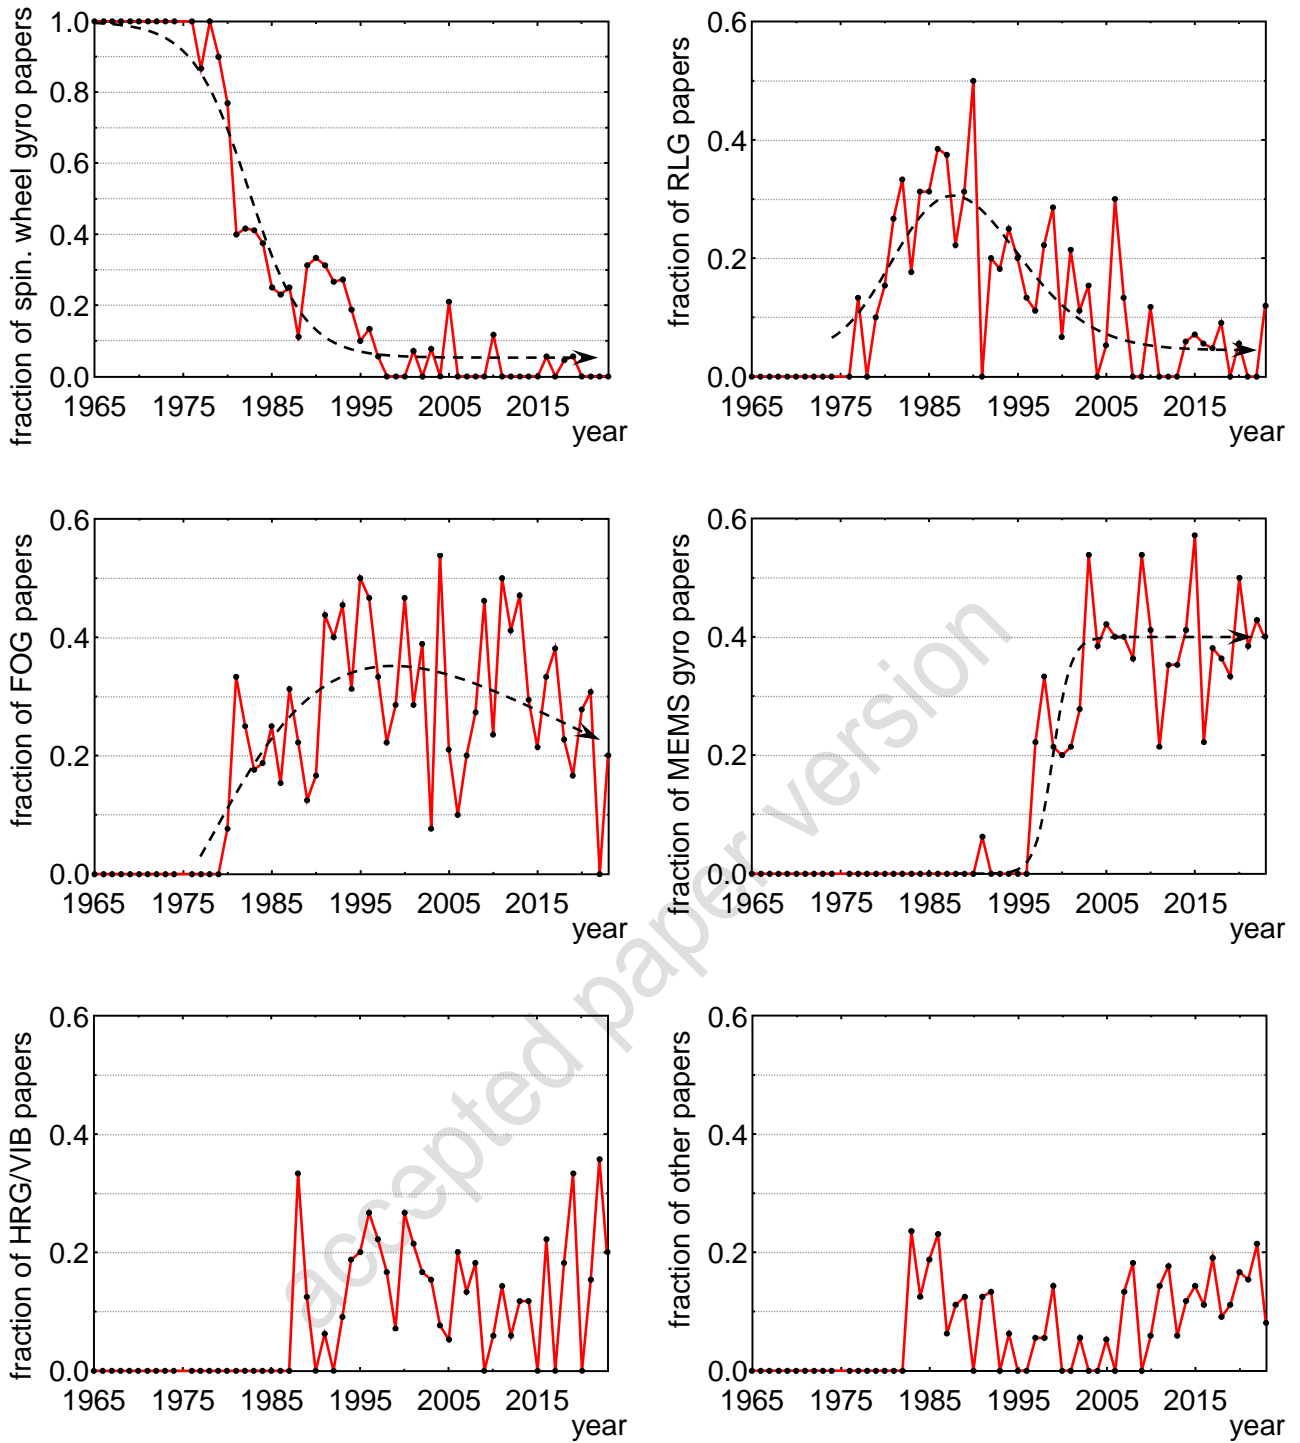 fraction of spin. wheel gyro papers
1.0
0.8
0.6
0.4
0.2
0.0
1965 1975 1985 1995 2005 2015
year
fraction of RLG papers
0.6
0.4
0.2
0.0
1965 1975 1985 1995 2005 2015
year
fraction of FOG papers
0.6
0.4
0.2
0.0
1965 1975 1985 1995 2005 2015
year
fraction of MEMS gyro papers
0.6
0.4
0.2
0.0
1965 1975 1985 1995 2005 2015
year
fraction of HRG/VIB papers
0.6
0.4
0.2
0.0
1965 1975 1985 1995 2005 2015
year
fraction of other papers
0.6
0.4
0.2
0.0
1965 1975 1985 1995 2005 2015
year
accepted paper version